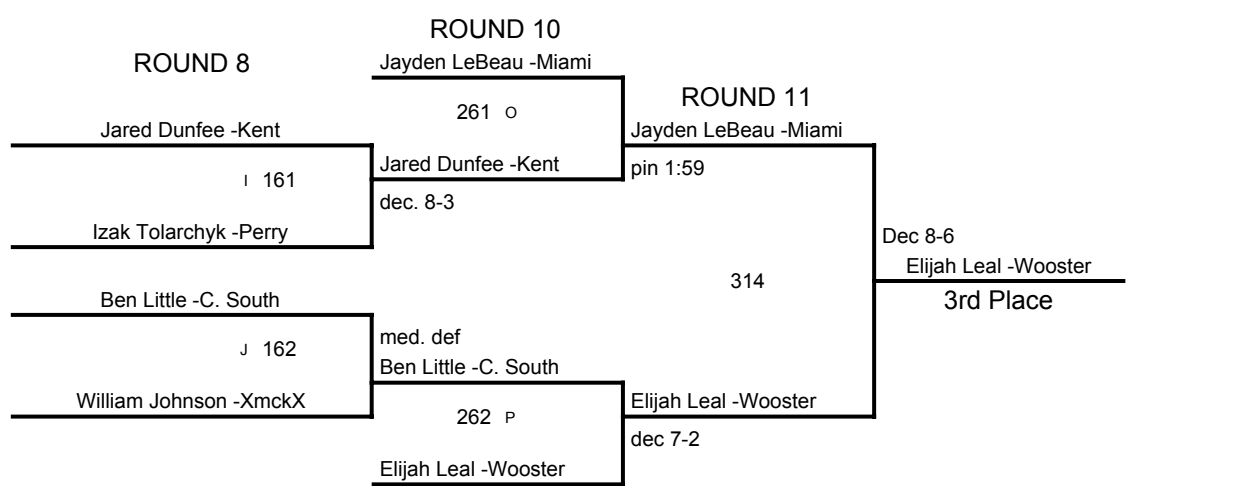 ROUND 10
ROUND 8
Jayden LeBeau -Miami
ROUND 11
261 O
Jared Dunfee -Kent
Jayden LeBeau -Miami
Jared Dunfee -Kent
pin 1:59
I 161
dec. 8-3
Izak Tolarchyk -Perry
Dec 8-6
Elijah Leal -Wooster
314
3rd Place
Ben Little -C. South
med. def
J 162
Ben Little -C. South
William Johnson -XmckX
Elijah Leal -Wooster
262 P
dec 7-2
Elijah Leal -Wooster